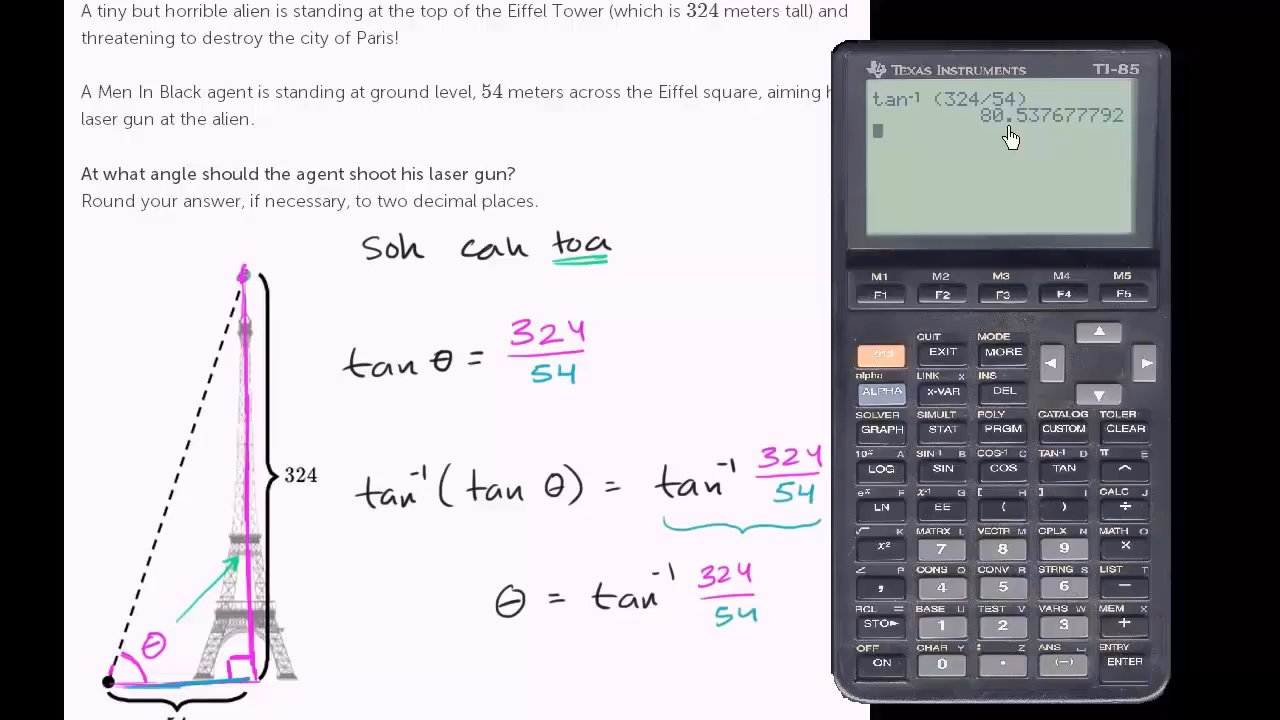 A tiny but horrible alien is standing at the top of the Eiffel Tower (which is 324 meters tall) and
threatening to destroy the city of Paris!
A Men In Black agent is standing at ground level, 54 meters across the Eiffel square, aiming
laser gun at the alien.
At what angle should the agent shoot his laser gun?
Round your answer, if necessary, to two decimal places.
soh cah toa
tan θ = 324/54
tan⁻¹(tan θ) = tan⁻¹ 324/54
θ = tan⁻¹ 324/54
324
θ
54
TEXAS INSTRUMENTS TI-85
tan⁻¹ (324/54)
80.537677792
M1 M2 M3 M4 M5
F1 F2 F3 F4 F5
QUIT MODE
2nd EXIT MORE
alpha LINK x INS
ALPHA x-VAR DEL
SOLVER SIMULT POLY CATALOG TOLER
GRAPH STAT PRGM CUSTOM CLEAR
10ˣ A SIN⁻¹ B COS⁻¹ C TAN⁻¹ D π E
LOG SIN COS TAN ^
eˣ F x⁻¹ G [ H ] I CALC J
LN EE ( ) ÷
√ K MATRX L VECTR M CPLX N MATH O
x² 7 8 9 ×
∠ P CONS Q CONV R STRNG S LIST T
, 4 5 6 −
RCL = BASE U TEST V VARS W MEM X
STO► 1 2 3 +
OFF CHAR Y : Z ANS ENTRY
ON 0 . (−) ENTER